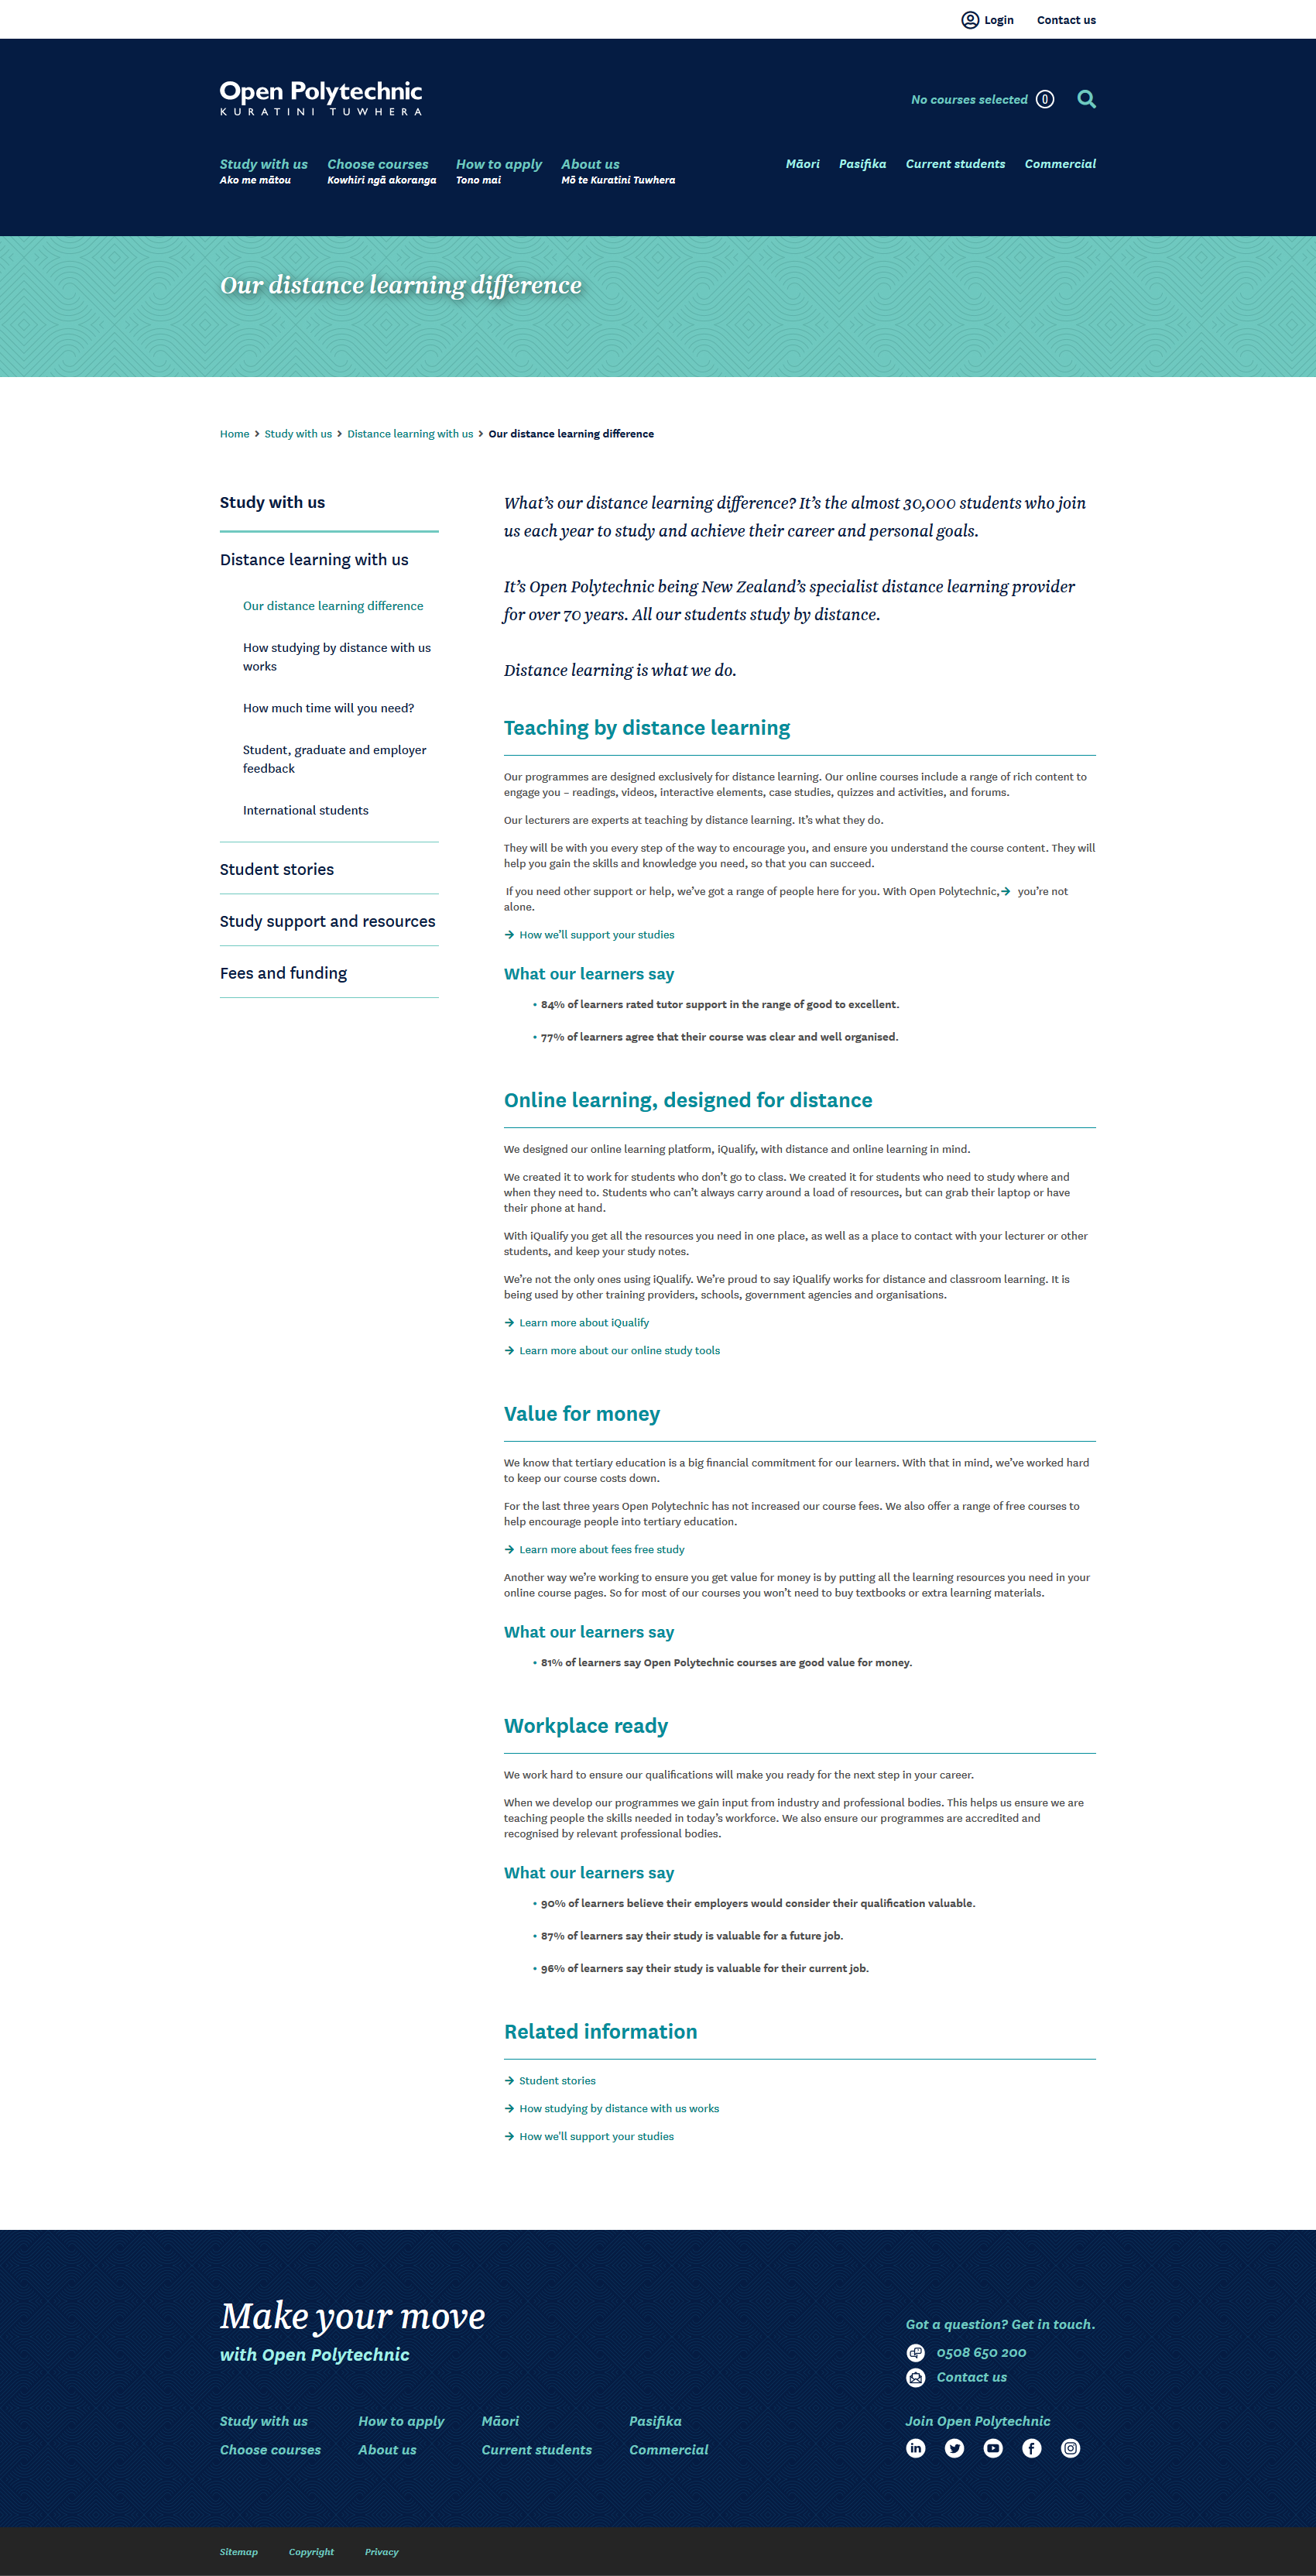 Login Contact us
Open Polytechnic
KURATINI TUWHERA
No courses selected 0
Study with us Choose courses How to apply About us Māori Pasifika Current students Commercial
Ako me mātou Kowhiri ngā akoranga Tono mai Mō te Kuratini Tuwhera
Our distance learning difference
Home > Study with us > Distance learning with us > Our distance learning difference
Study with us
Distance learning with us
Our distance learning difference
How studying by distance with us
works
How much time will you need?
Student, graduate and employer
feedback
International students
Student stories
Study support and resources
Fees and funding
What's our distance learning difference? It's the almost 30,000 students who join
us each year to study and achieve their career and personal goals.
It's Open Polytechnic being New Zealand's specialist distance learning provider
for over 70 years. All our students study by distance.
Distance learning is what we do.
Teaching by distance learning
Our programmes are designed exclusively for distance learning. Our online courses include a range of rich content to
engage you – readings, videos, interactive elements, case studies, quizzes and activities, and forums.
Our lecturers are experts at teaching by distance learning. It's what they do.
They will be with you every step of the way to encourage you, and ensure you understand the course content. They will
help you gain the skills and knowledge you need, so that you can succeed.
If you need other support or help, we've got a range of people here for you. With Open Polytechnic,→ you're not
alone.
→ How we'll support your studies
What our learners say
• 84% of learners rated tutor support in the range of good to excellent.
• 77% of learners agree that their course was clear and well organised.
Online learning, designed for distance
We designed our online learning platform, iQualify, with distance and online learning in mind.
We created it to work for students who don't go to class. We created it for students who need to study where and
when they need to. Students who can't always carry around a load of resources, but can grab their laptop or have
their phone at hand.
With iQualify you get all the resources you need in one place, as well as a place to contact with your lecturer or other
students, and keep your study notes.
We're not the only ones using iQualify. We're proud to say iQualify works for distance and classroom learning. It is
being used by other training providers, schools, government agencies and organisations.
→ Learn more about iQualify
→ Learn more about our online study tools
Value for money
We know that tertiary education is a big financial commitment for our learners. With that in mind, we've worked hard
to keep our course costs down.
For the last three years Open Polytechnic has not increased our course fees. We also offer a range of free courses to
help encourage people into tertiary education.
→ Learn more about fees free study
Another way we're working to ensure you get value for money is by putting all the learning resources you need in your
online course pages. So for most of our courses you won't need to buy textbooks or extra learning materials.
What our learners say
• 81% of learners say Open Polytechnic courses are good value for money.
Workplace ready
We work hard to ensure our qualifications will make you ready for the next step in your career.
When we develop our programmes we gain input from industry and professional bodies. This helps us ensure we are
teaching people the skills needed in today's workforce. We also ensure our programmes are accredited and
recognised by relevant professional bodies.
What our learners say
• 90% of learners believe their employers would consider their qualification valuable.
• 87% of learners say their study is valuable for a future job.
• 96% of learners say their study is valuable for their current job.
Related information
→ Student stories
→ How studying by distance with us works
→ How we'll support your studies
Make your move
with Open Polytechnic
Got a question? Get in touch.
0508 650 200
Contact us
Study with us How to apply Māori Pasifika Join Open Polytechnic
Choose courses About us Current students Commercial
Sitemap Copyright Privacy